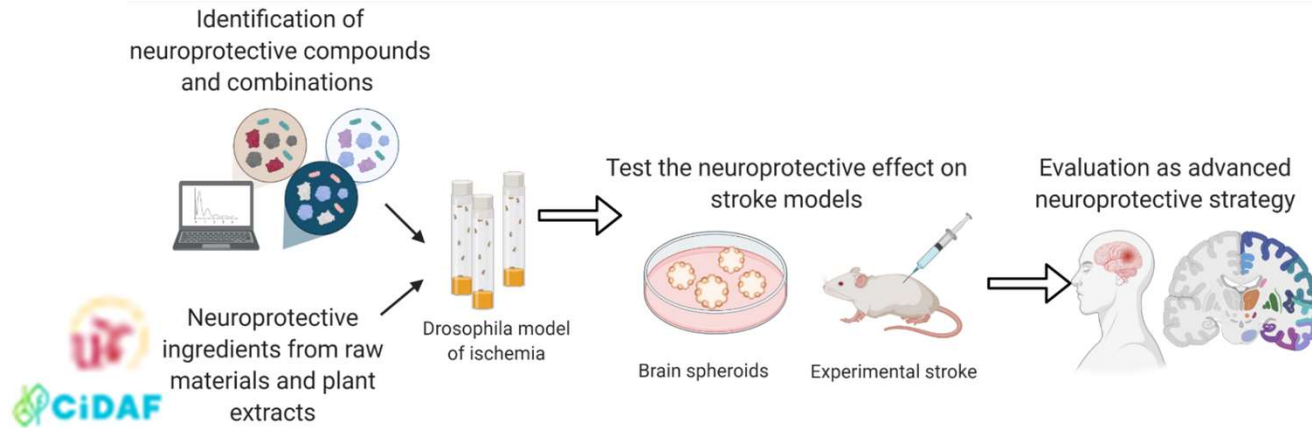 Identification of
neuroprotective compounds
and combinations
Neuroprotective
ingredients from raw
materials and plant
extracts
CiDAF
Drosophila model
of ischemia
Test the neuroprotective effect on
stroke models
Brain spheroids
Experimental stroke
Evaluation as advanced
neuroprotective strategy